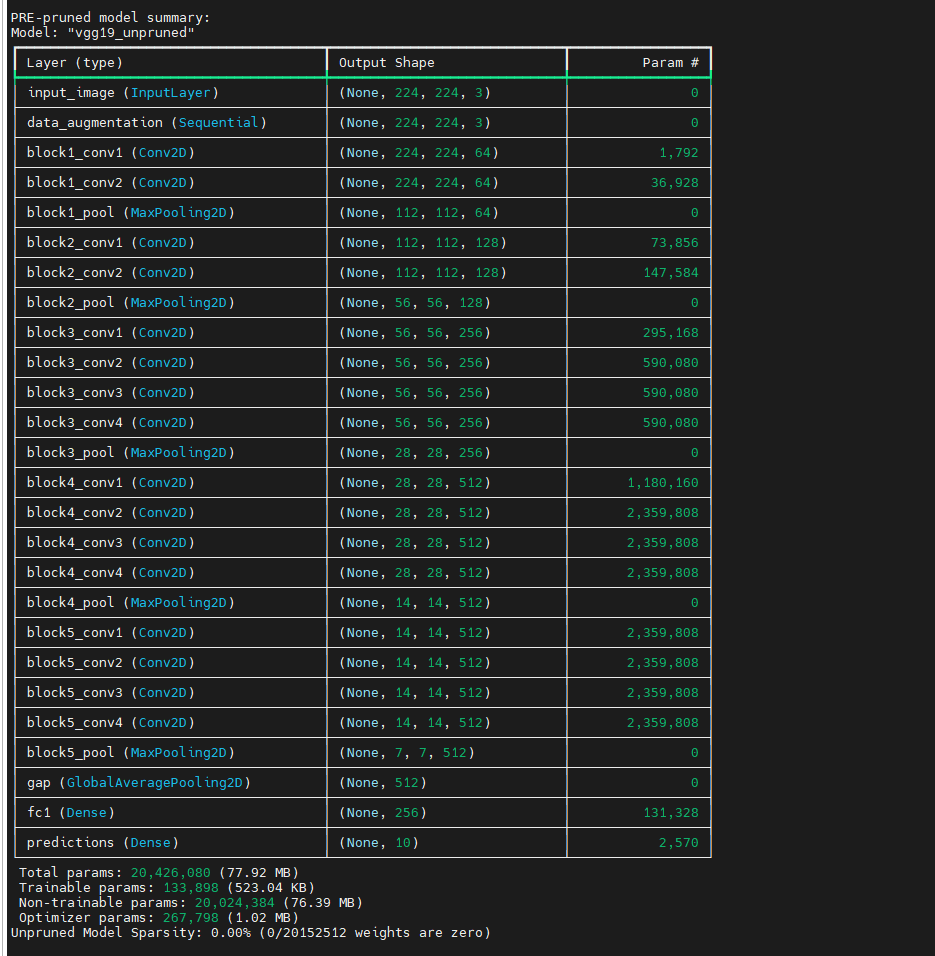 PRE-pruned model summary:
Model: "vgg19_unpruned"
Layer (type) Output Shape Param #
input_image (InputLayer) (None, 224, 224, 3) 0
data_augmentation (Sequential) (None, 224, 224, 3) 0
block1_conv1 (Conv2D) (None, 224, 224, 64) 1,792
block1_conv2 (Conv2D) (None, 224, 224, 64) 36,928
block1_pool (MaxPooling2D) (None, 112, 112, 64) 0
block2_conv1 (Conv2D) (None, 112, 112, 128) 73,856
block2_conv2 (Conv2D) (None, 112, 112, 128) 147,584
block2_pool (MaxPooling2D) (None, 56, 56, 128) 0
block3_conv1 (Conv2D) (None, 56, 56, 256) 295,168
block3_conv2 (Conv2D) (None, 56, 56, 256) 590,080
block3_conv3 (Conv2D) (None, 56, 56, 256) 590,080
block3_conv4 (Conv2D) (None, 56, 56, 256) 590,080
block3_pool (MaxPooling2D) (None, 28, 28, 256) 0
block4_conv1 (Conv2D) (None, 28, 28, 512) 1,180,160
block4_conv2 (Conv2D) (None, 28, 28, 512) 2,359,808
block4_conv3 (Conv2D) (None, 28, 28, 512) 2,359,808
block4_conv4 (Conv2D) (None, 28, 28, 512) 2,359,808
block4_pool (MaxPooling2D) (None, 14, 14, 512) 0
block5_conv1 (Conv2D) (None, 14, 14, 512) 2,359,808
block5_conv2 (Conv2D) (None, 14, 14, 512) 2,359,808
block5_conv3 (Conv2D) (None, 14, 14, 512) 2,359,808
block5_conv4 (Conv2D) (None, 14, 14, 512) 2,359,808
block5_pool (MaxPooling2D) (None, 7, 7, 512) 0
gap (GlobalAveragePooling2D) (None, 512) 0
fc1 (Dense) (None, 256) 131,328
predictions (Dense) (None, 10) 2,570
Total params: 20,426,080 (77.92 MB)
Trainable params: 133,898 (523.04 KB)
Non-trainable params: 20,024,384 (76.39 MB)
Optimizer params: 267,798 (1.02 MB)
Unpruned Model Sparsity: 0.00% (0/20152512 weights are zero)